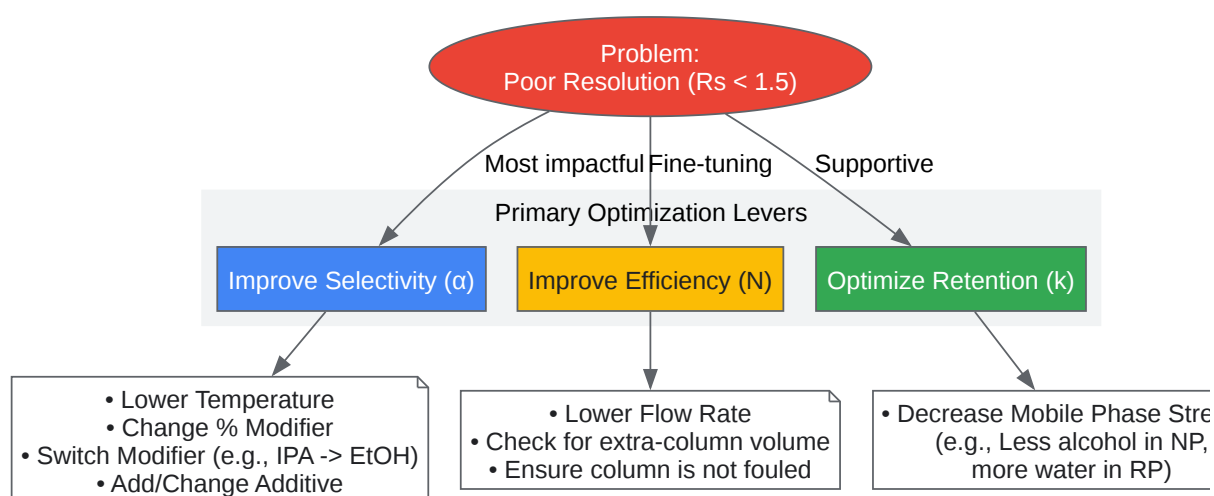 Problem:
Poor Resolution (Rs < 1.5)
Most impactful
Fine-tuning
Supportive
Primary Optimization Levers
Improve Selectivity (α)
Improve Efficiency (N)
Optimize Retention (k)
• Lower Temperature
• Change % Modifier
• Switch Modifier (e.g., IPA -> EtOH)
• Add/Change Additive
• Lower Flow Rate
• Check for extra-column volume
• Ensure column is not fouled
• Decrease Mobile Phase
(e.g., Less alcohol in NP,
more water in RP)